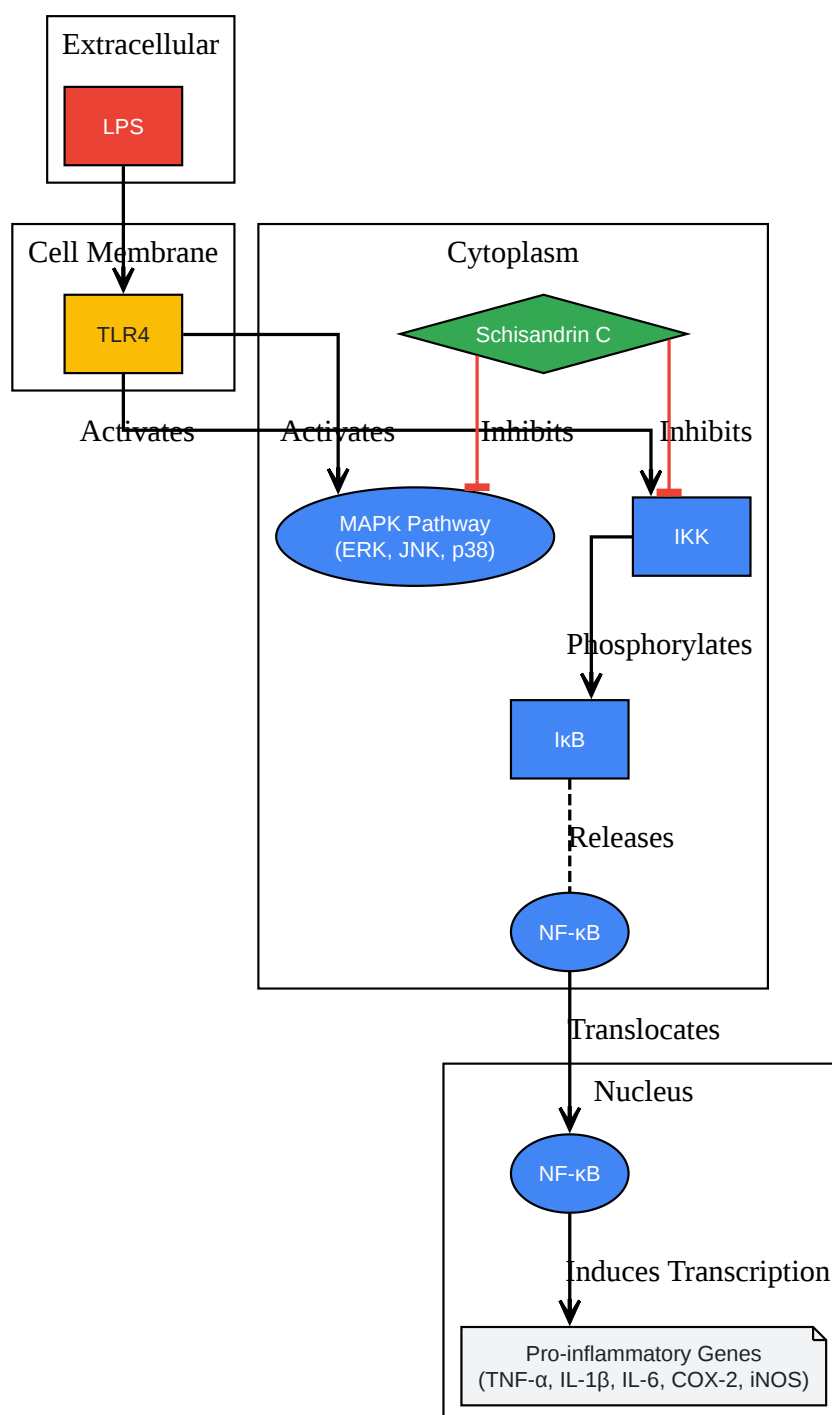 Extracellular
LPS
Cell Membrane
TLR4
Cytoplasm
Schisandrin C
Activates
Activates
Inhibits
Inhibits
MAPK Pathway
(ERK, JNK, p38)
IKK
Phosphorylates
IκB
Releases
NF-κB
Translocates
Nucleus
NF-κB
Induces Transcription
Pro-inflammatory Genes
(TNF-α, IL-1β, IL-6, COX-2, iNOS)